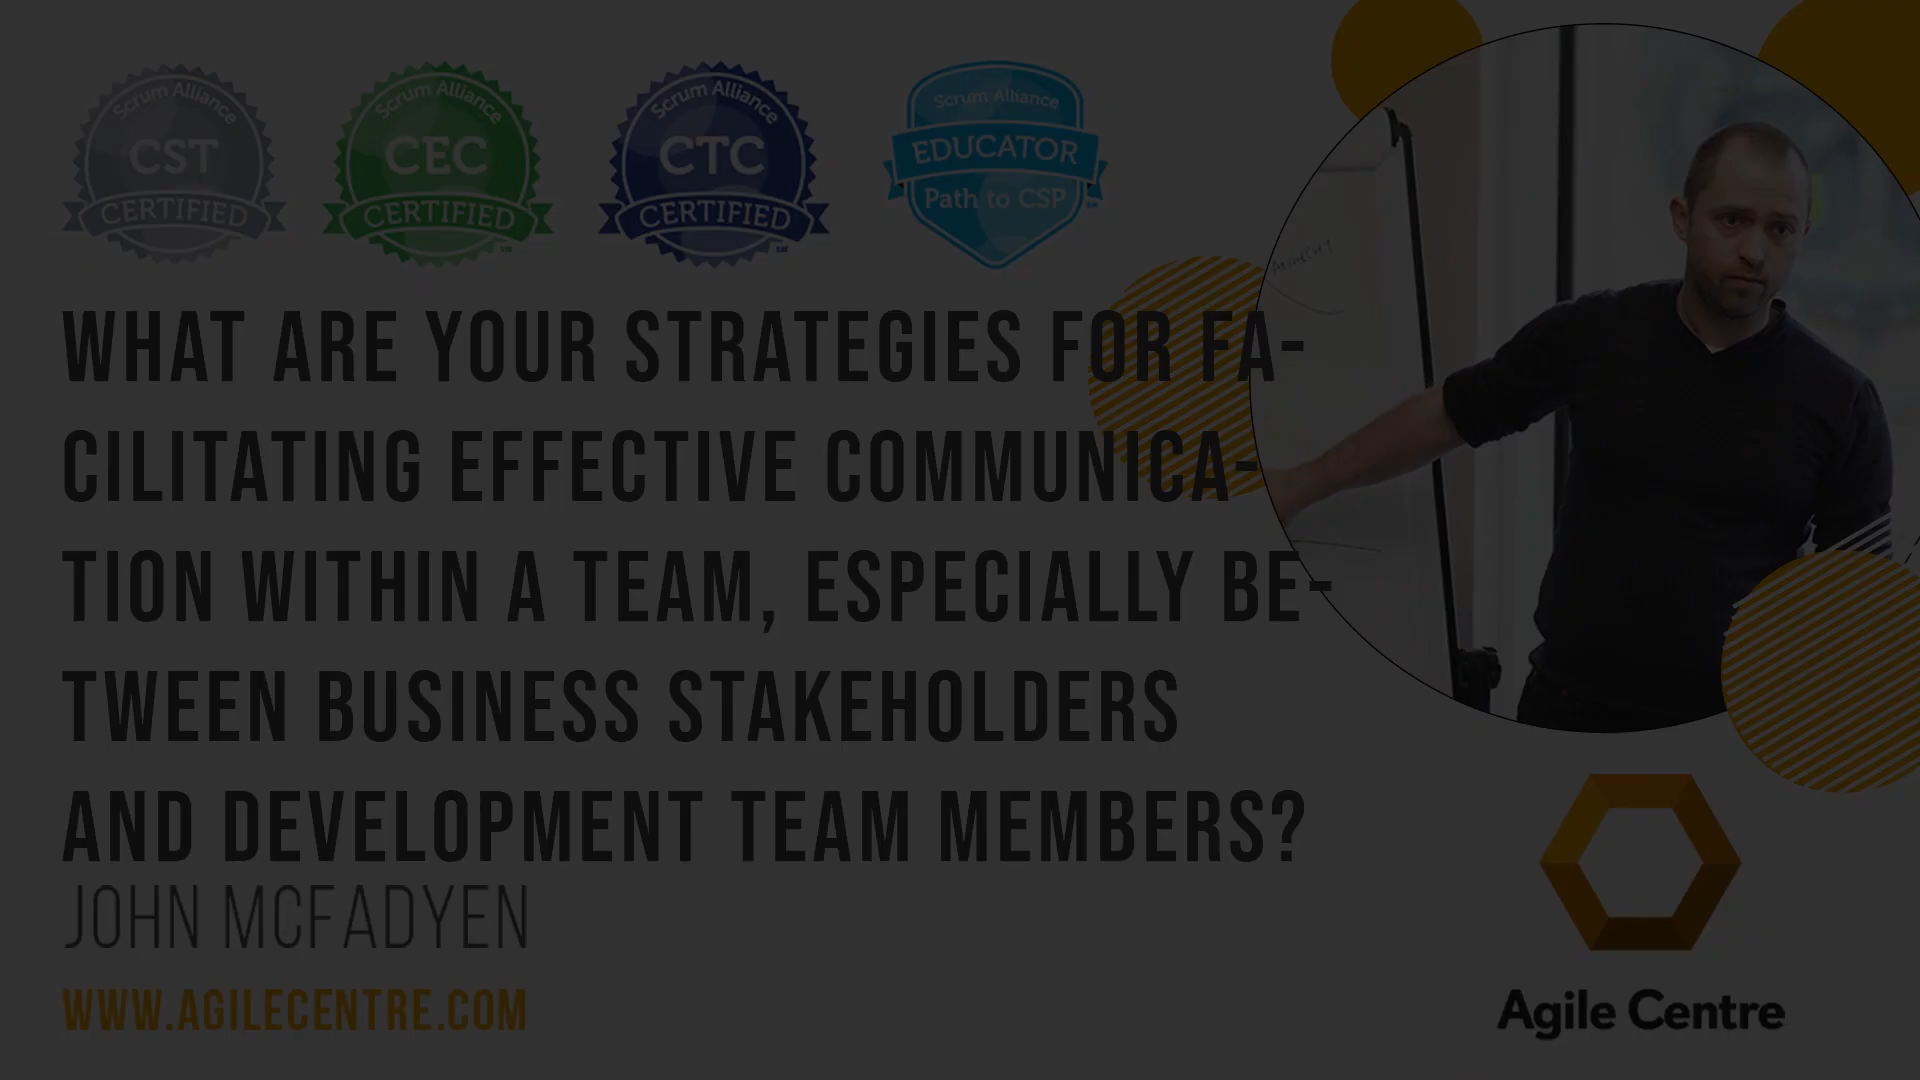 Scrum Alliance
CST
CERTIFIED
Scrum Alliance
CEC
CERTIFIED
Scrum Alliance
CTC
CERTIFIED
Scrum Alliance
EDUCATOR
Path to CSP
WHAT ARE YOUR STRATEGIES FOR FA-
CILITATING EFFECTIVE COMMUNICA-
TION WITHIN A TEAM, ESPECIALLY BE-
TWEEN BUSINESS STAKEHOLDERS
AND DEVELOPMENT TEAM MEMBERS?
JOHN MCFADYEN
WWW.AGILECENTRE.COM
Agile Centre